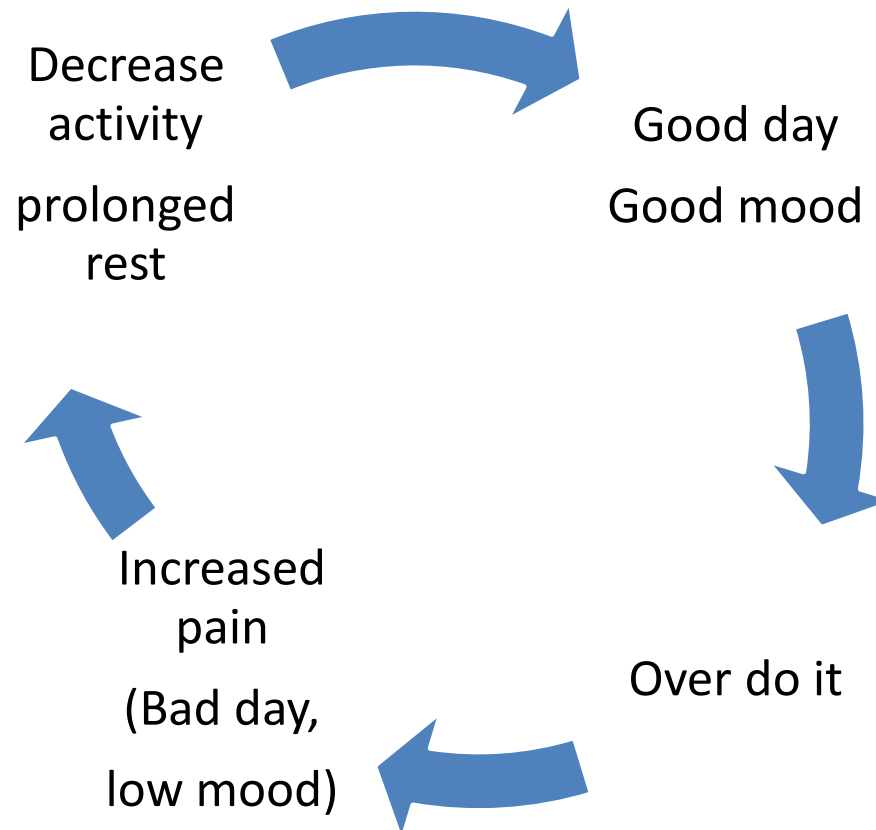 Decrease
activity
prolonged
rest
Good day
Good mood
Over do it
Increased
pain
(Bad day,
low mood)